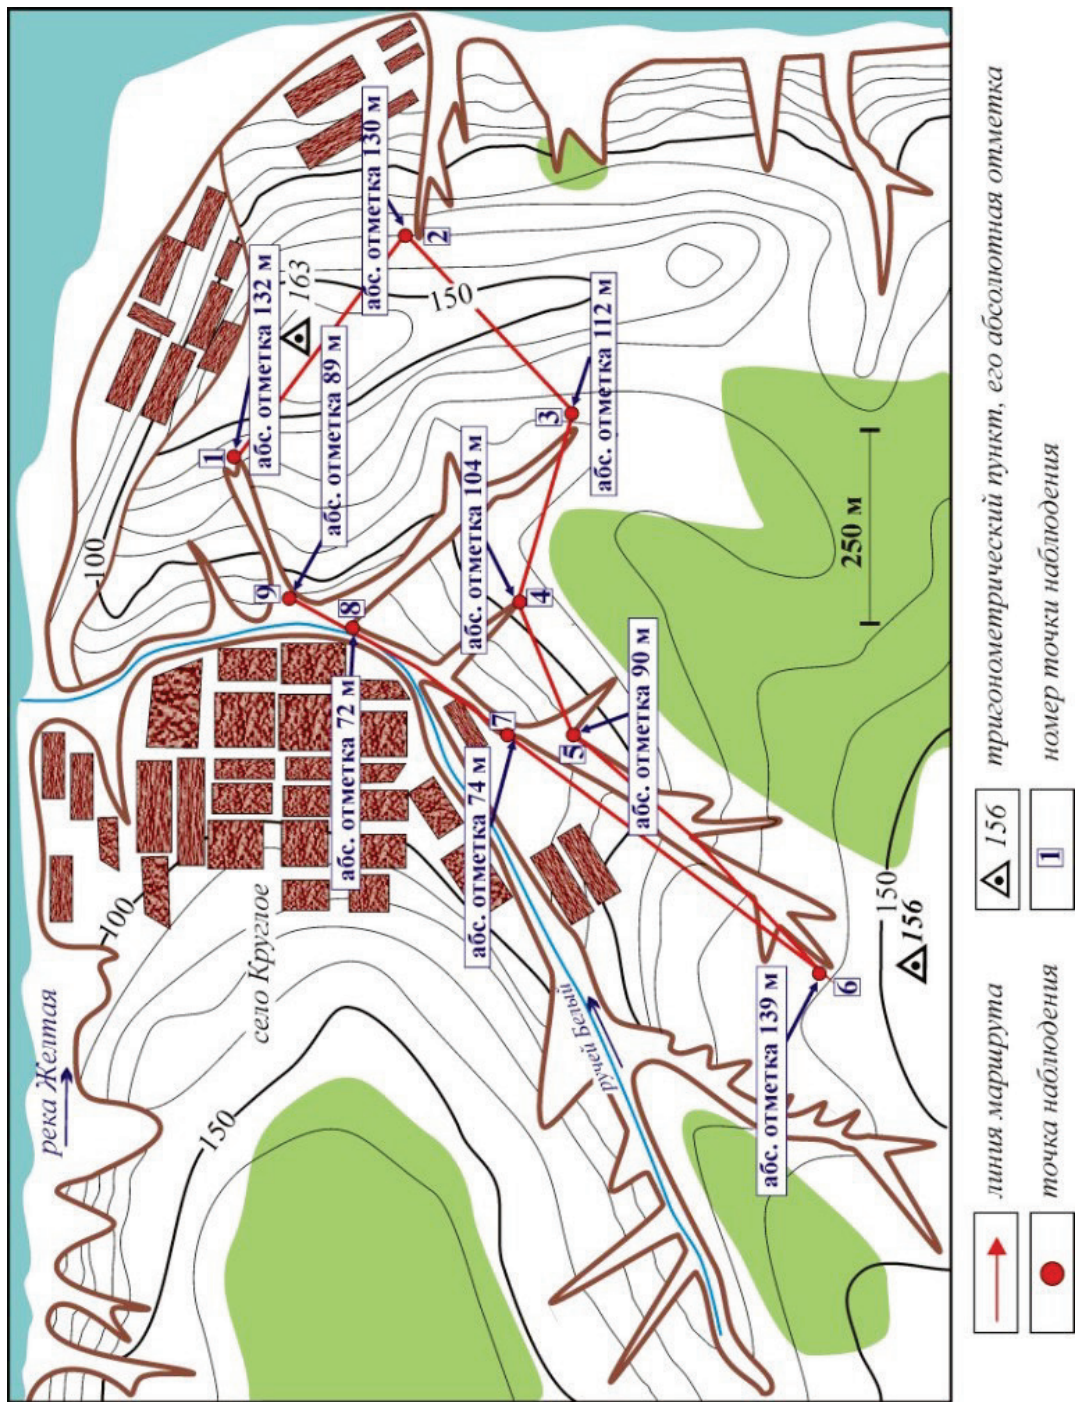 река Желтая
село Круглое
ручей Белый
100
100
150
150
150
163
156
абс. отметка 132 м
абс. отметка 130 м
абс. отметка 89 м
абс. отметка 112 м
абс. отметка 104 м
абс. отметка 90 м
абс. отметка 72 м
абс. отметка 74 м
абс. отметка 139 м
1
2
3
4
5
6
7
8
9
250 м
линия маршрута
156 тригонометрический пункт, его абсолютная отметка
точка наблюдения
1 номер точки наблюдения